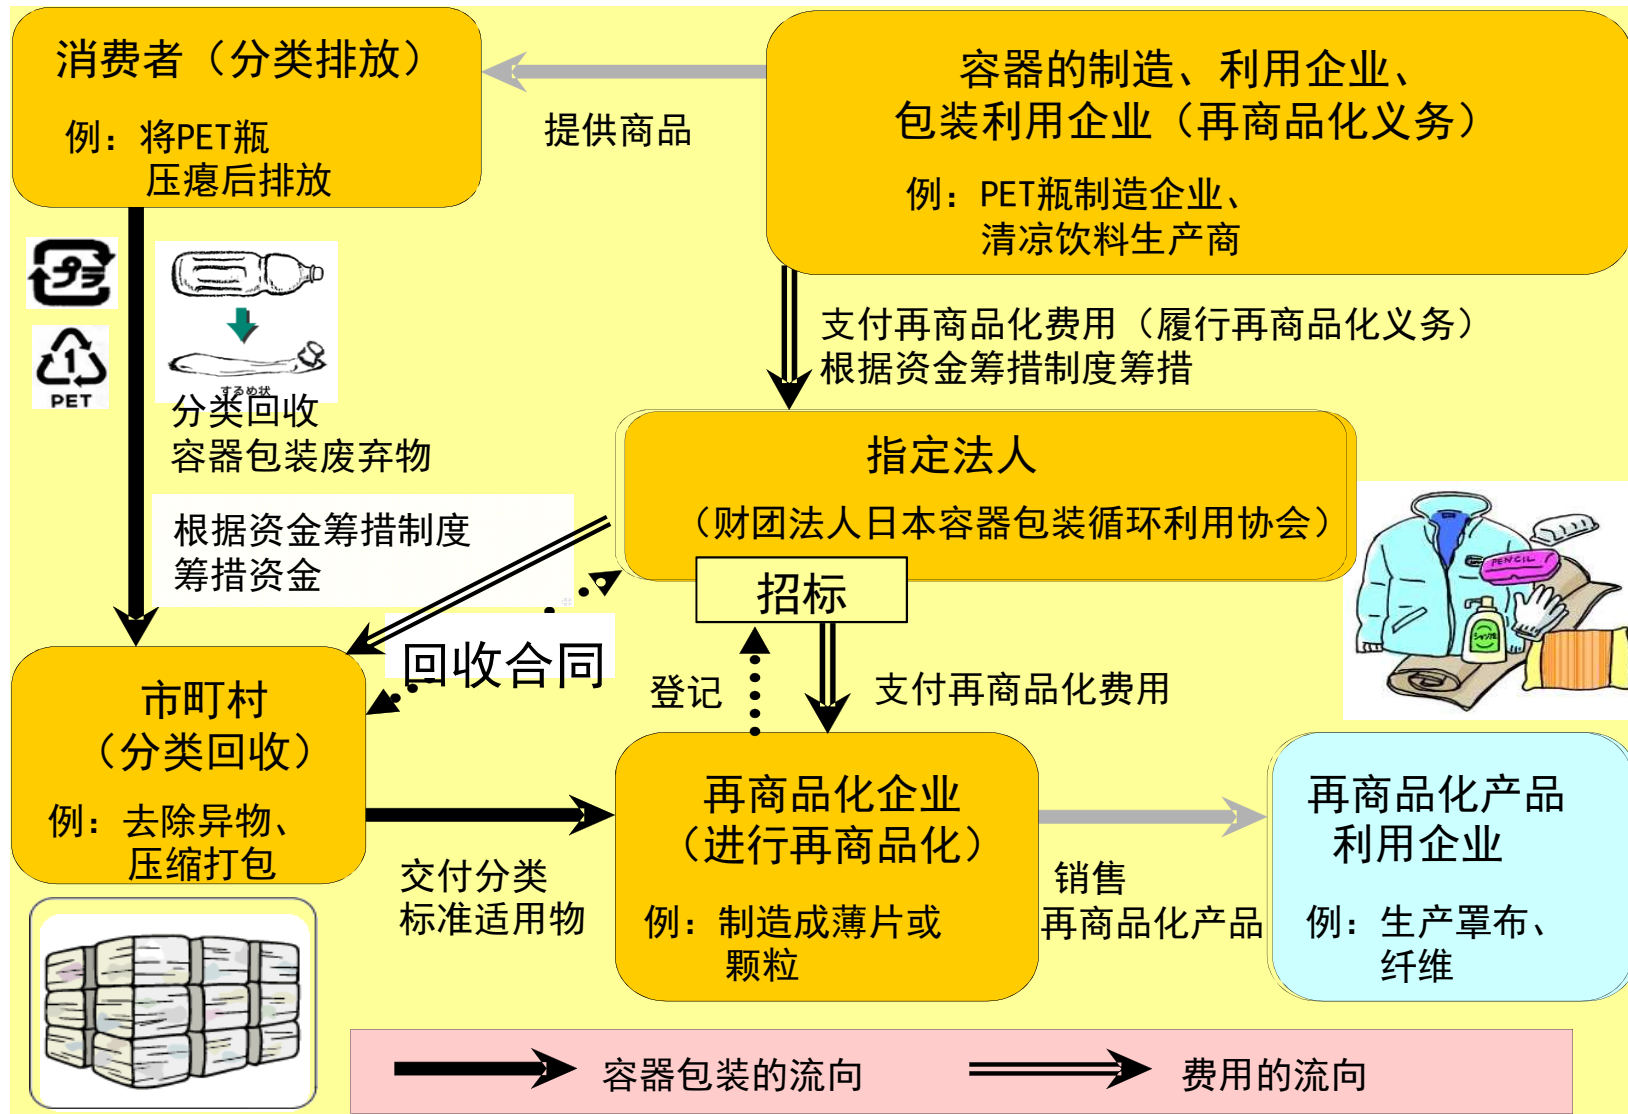 消费者（分类排放）
例：将PET瓶
压瘪后排放
提供商品
容器的制造、利用企业、
包装利用企业（再商品化义务）
例：PET瓶制造企业、
清凉饮料生产商
プラ
1
PET
するめ状
分类回收
容器包装废弃物
支付再商品化费用（履行再商品化义务）
根据资金筹措制度筹措
指定法人
（财团法人日本容器包装循环利用协会）
招标
根据资金筹措制度
筹措资金
回收合同
登记
支付再商品化费用
PENCIL
市町村
（分类回收）
例：去除异物、
压缩打包
交付分类
标准适用物
再商品化企业
（进行再商品化）
例：制造成薄片或
颗粒
销售
再商品化产品
再商品化产品
利用企业
例：生产罩布、
纤维
容器包装的流向
费用的流向